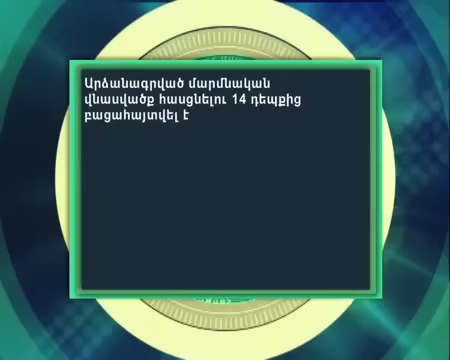 Արձանագրված մարմնական
վնասվածք հասցնելու 14 դեպքից
բացահայտվել է